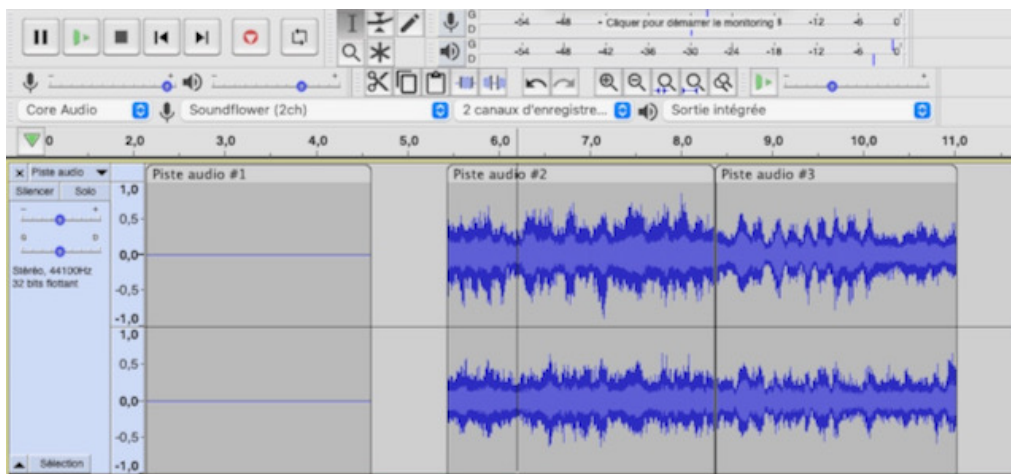 G
D
-54 -48 - Cliquer pour démarrer le monitoring -12 -6 0
G
D
-54 -48 -42 -36 -30 -24 -18 -12 -6 0
- +
- +
- +
Core Audio Soundflower (2ch) 2 canaux d'enregistre... Sortie intégrée
0 2,0 3,0 4,0 5,0 6,0 7,0 8,0 9,0 10,0 11,0
x Piste audio Piste audio #1 Piste audio #2 Piste audio #3
Silencer Solo
- +
G D
Stéréo, 44100Hz
32 bits flottant
1,0
0,5-
0,0-
-0,5-
-1,0
1,0
0,5-
0,0-
-0,5-
-1,0
Sélection